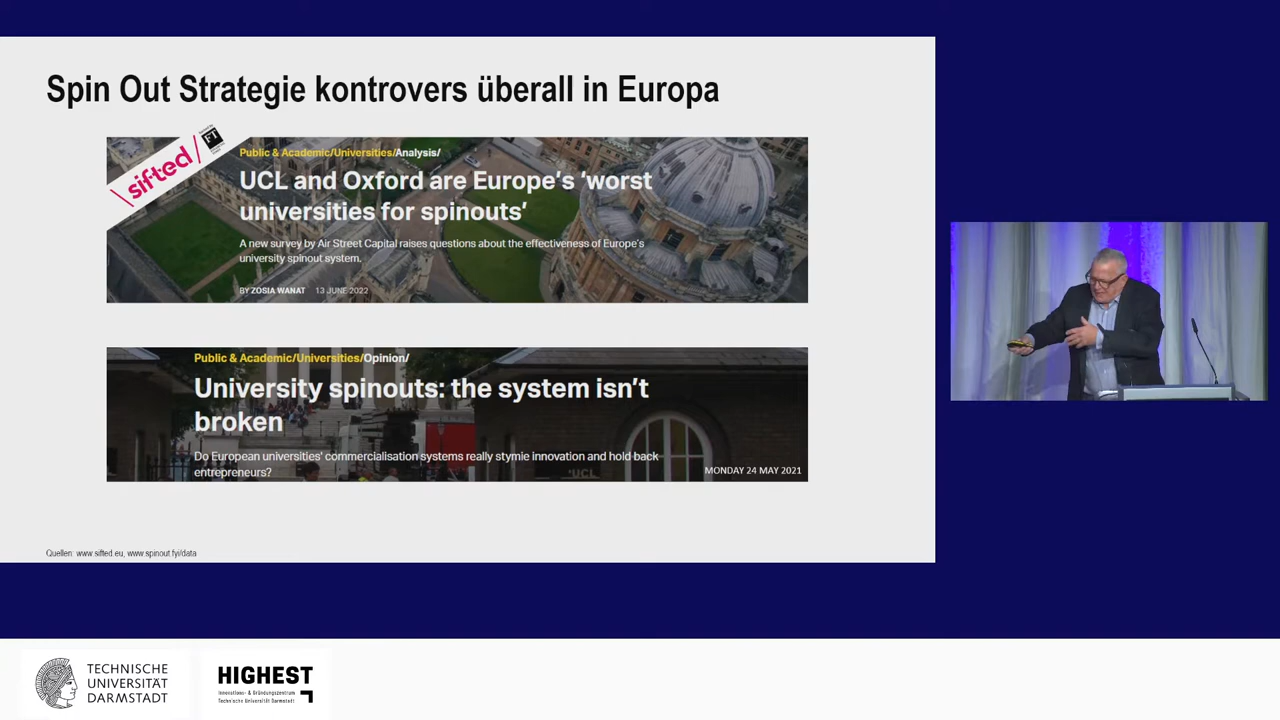 Spin Out Strategie kontrovers überall in Europa
sifted/
FT
Public & Academic/Universities/Analysis/
UCL and Oxford are Europe's 'worst
universities for spinouts'
A new survey by Air Street Capital raises questions about the effectiveness of Europe's
university spinout system.
BY ZOSIA WANAT 13 JUNE 2022
Public & Academic/Universities/Opinion/
University spinouts: the system isn't
broken
Do European universities' commercialisation systems really stymie innovation and hold back
entrepreneurs?
UCL
MONDAY 24 MAY 2021
Quellen: www.sifted.eu, www.spinout.fyi/data
TECHNISCHE
UNIVERSITÄT
DARMSTADT
HIGHEST
Innovations- & Gründungszentrum
Technische Universität Darmstadt